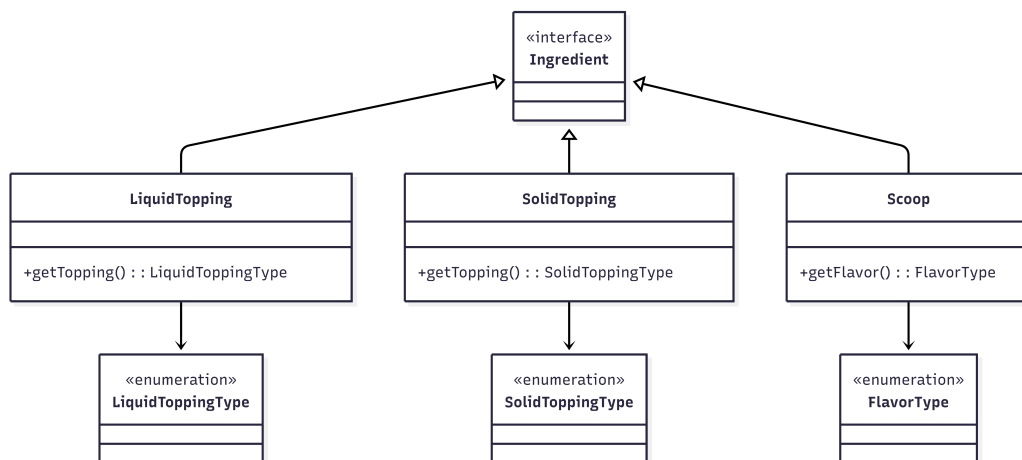 «interface»
Ingredient
LiquidTopping
+getTopping() : : LiquidToppingType
SolidTopping
+getTopping() : : SolidToppingType
Scoop
+getFlavor() : : FlavorType
«enumeration»
LiquidToppingType
«enumeration»
SolidToppingType
«enumeration»
FlavorType